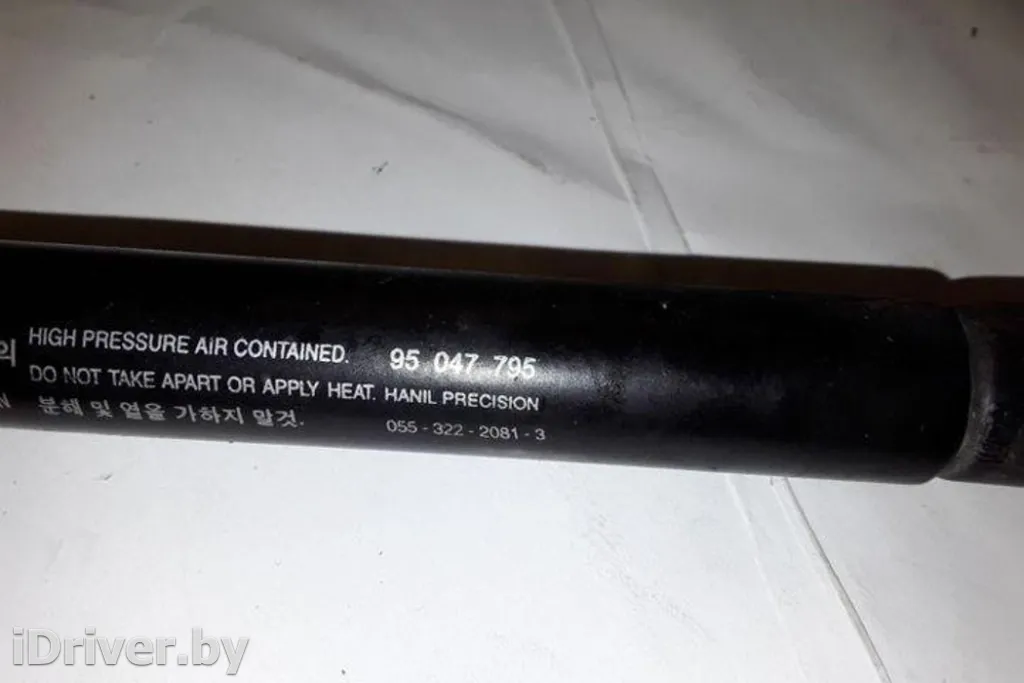 HIGH PRESSURE AIR CONTAINED. 95 047 795
DO NOT TAKE APART OR APPLY HEAT. HANIL PRECISION
분해 및 열을 가하지 말것. 055-322-2081-3
iDriver.by